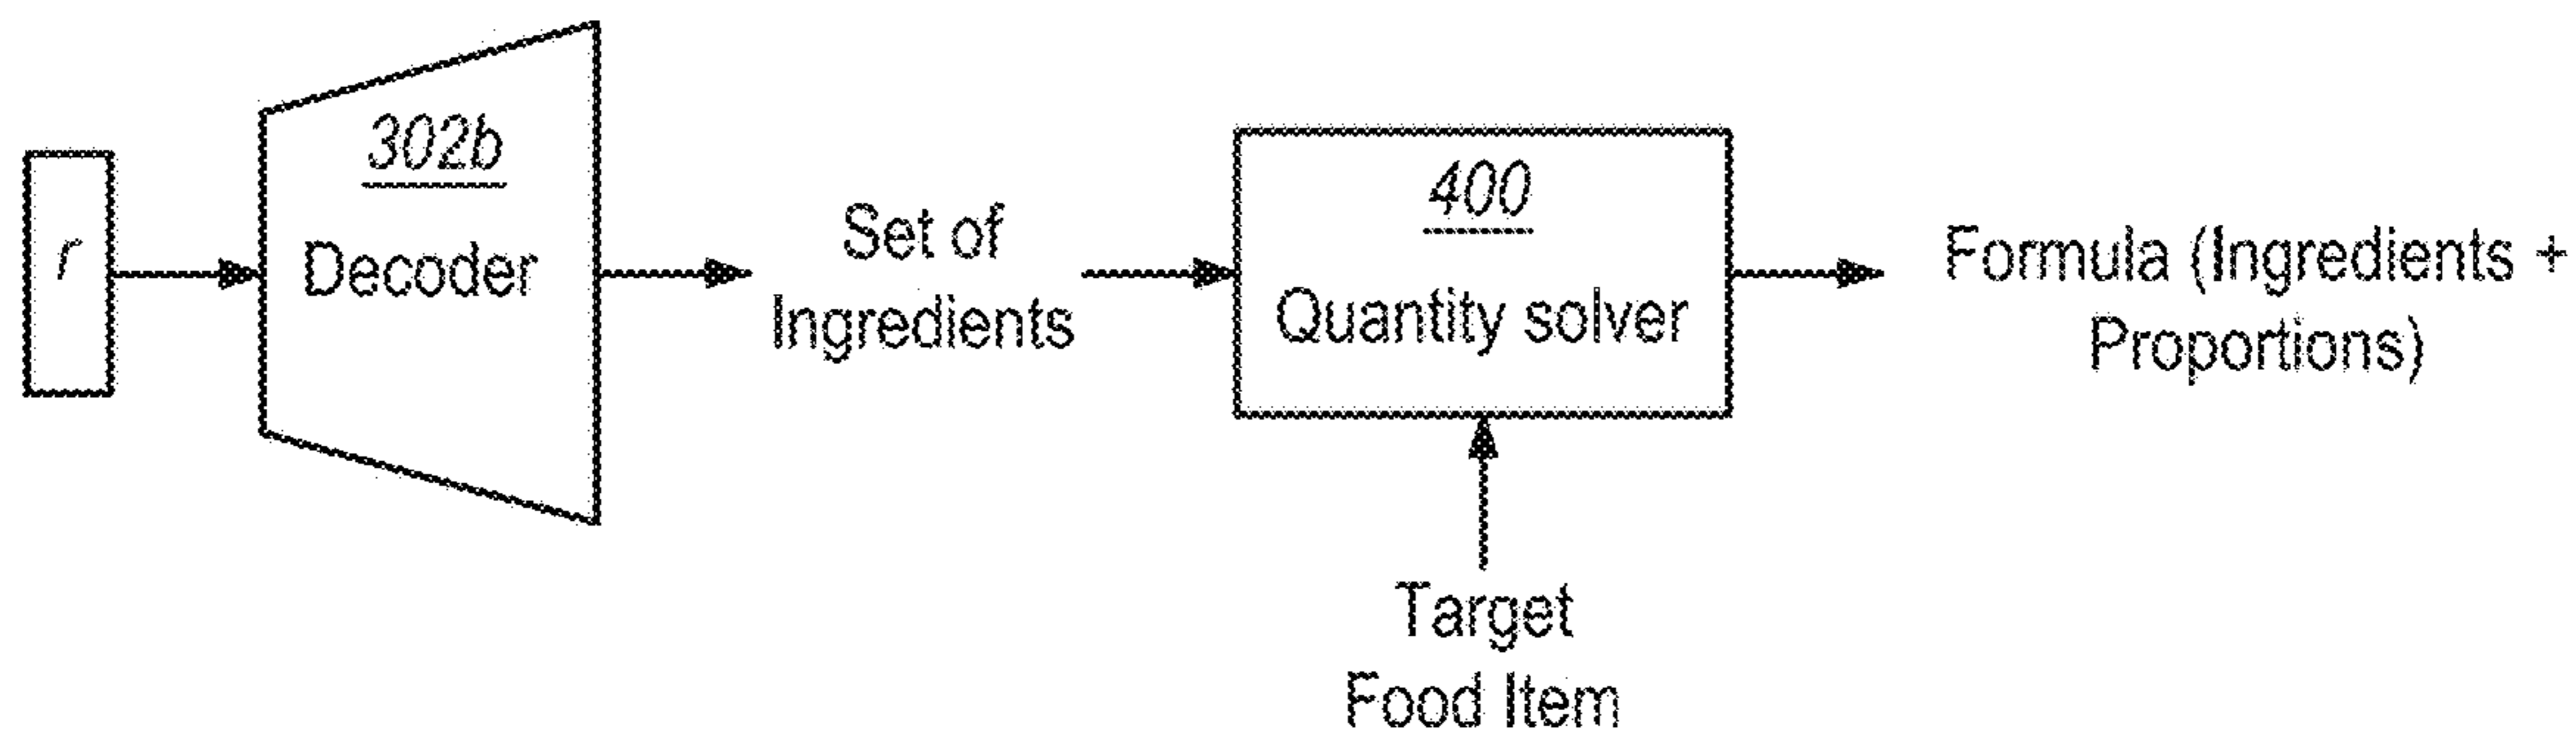 r
302b
Decoder
Set of
Ingredients
400
Quantity solver
Target
Food Item
Formula (Ingredients +
Proportions)